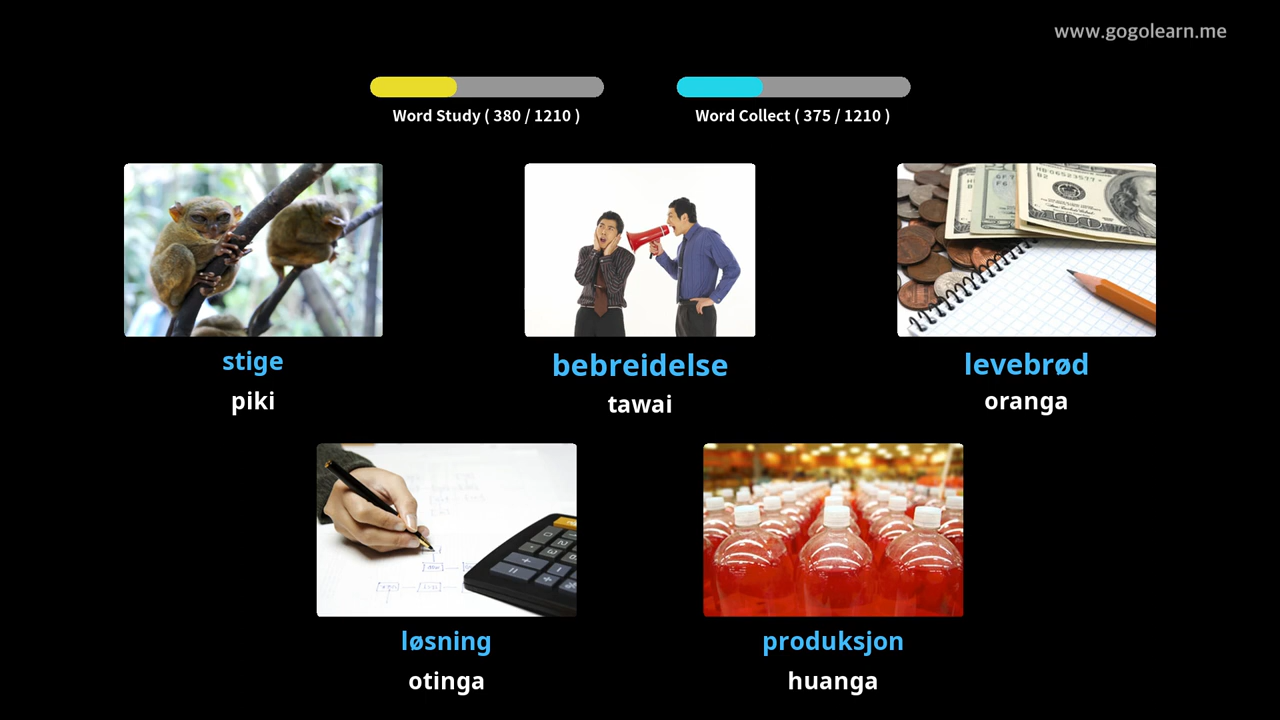 www.gogolearn.me
Word Study ( 380 / 1210 )
Word Collect ( 375 / 1210 )
stige
piki
bebreidelse
tawai
levebrød
oranga
løsning
otinga
produksjon
huanga